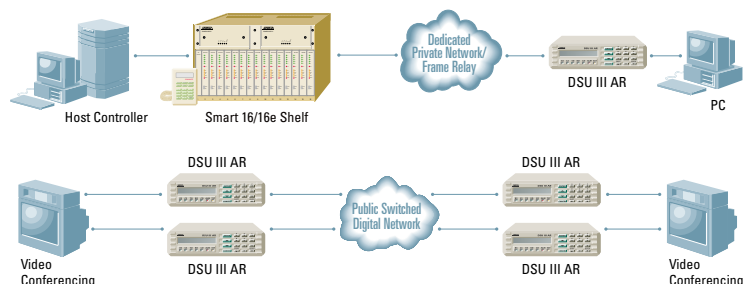 Dedicated
Private Network/
Frame Relay
DSU III AR
Host Controller
Smart 16/16e Shelf
PC
DSU III AR
DSU III AR
Public Switched
Digital Network
DSU III AR
DSU III AR
Video
Conferencing
Video
Conferencing